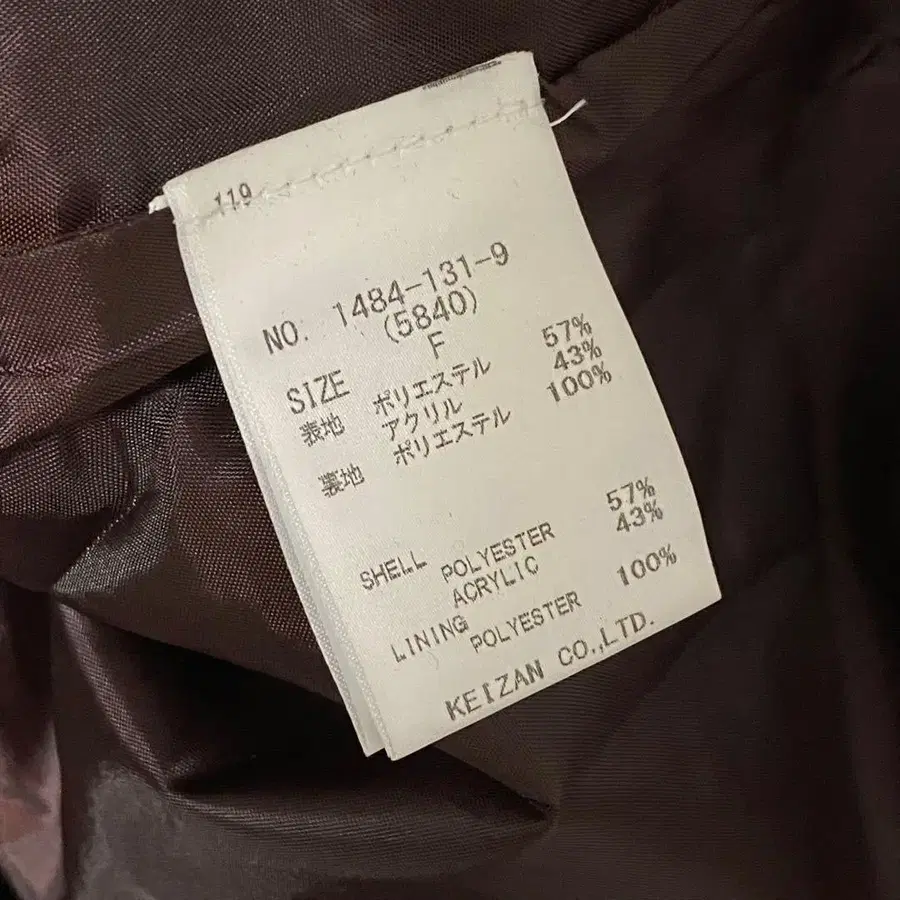 119
NO. 1484-131-9
(5840)
SIZE F
表地 ポリエステル 57%
アクリル 43%
裏地 ポリエステル 100%
SHELL POLYESTER 57%
ACRYLIC 43%
LINING POLYESTER 100%
KEIZAN CO.,LTD.